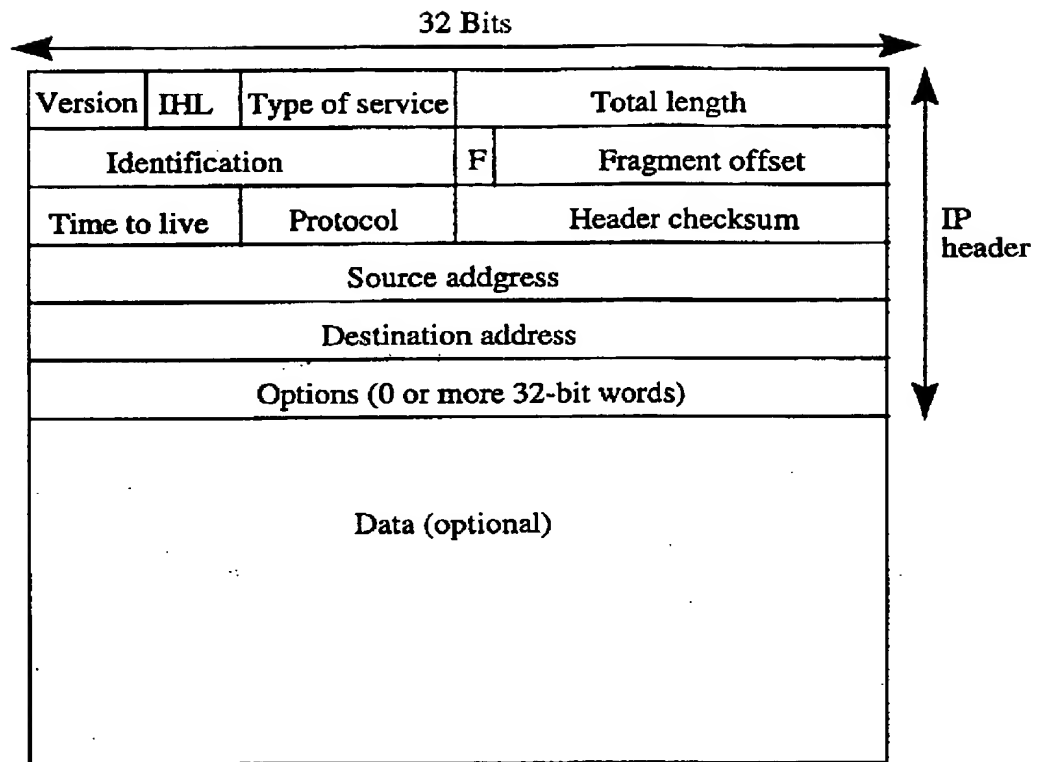 32 Bits
Version IHL Type of service Total length
Identification F Fragment offset
Time to live Protocol Header checksum
IP
header
Source addgress
Destination address
Options (0 or more 32-bit words)
Data (optional)